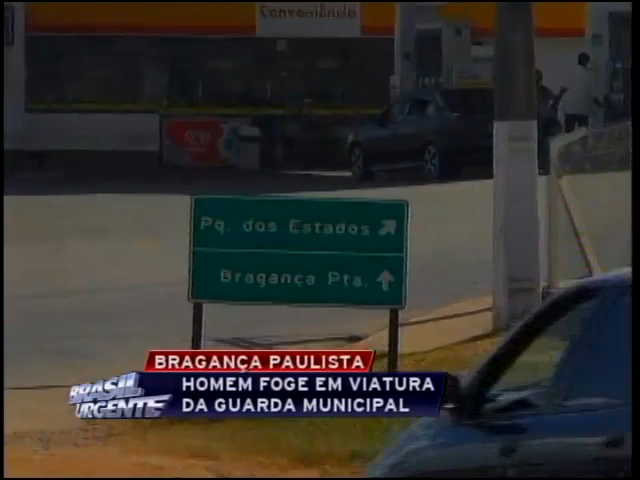 Conveniência
Pq. dos Estados
Bragança Pta.
BRAGANÇA PAULISTA
HOMEM FOGE EM VIATURA
DA GUARDA MUNICIPAL
BRASIL
URGENTE